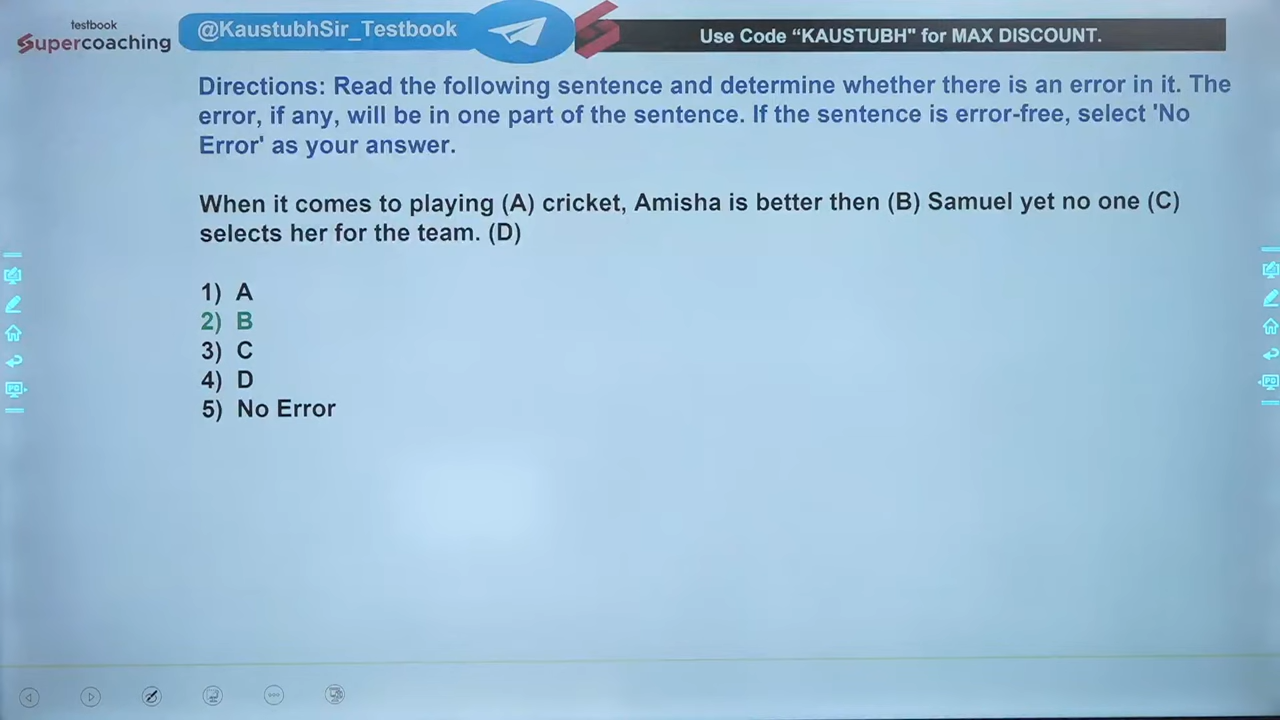 testbook
Supercoaching
@KaustubhSir_Testbook
Use Code “KAUSTUBH" for MAX DISCOUNT.
Directions: Read the following sentence and determine whether there is an error in it. The
error, if any, will be in one part of the sentence. If the sentence is error-free, select 'No
Error' as your answer.
When it comes to playing (A) cricket, Amisha is better then (B) Samuel yet no one (C)
selects her for the team. (D)
1) A
2) B
3) C
4) D
5) No Error